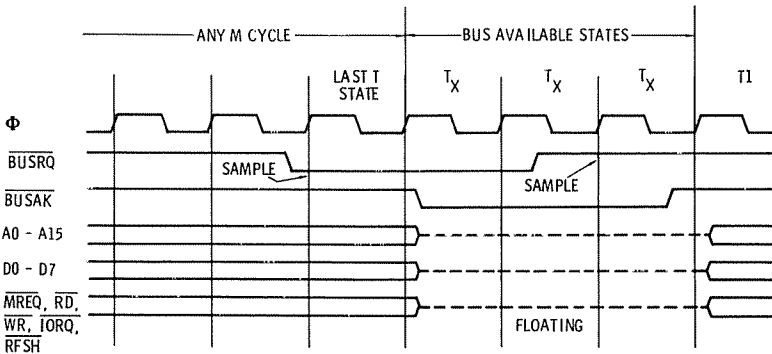 ANY M CYCLE
BUS AVAILABLE STATES
LAST T
STATE
TX
TX
TX
T1
Φ
BUSRQ
SAMPLE
SAMPLE
BUSAK
A0 - A15
D0 - D7
MREQ, RD,
WR, IORQ,
RFSH
FLOATING